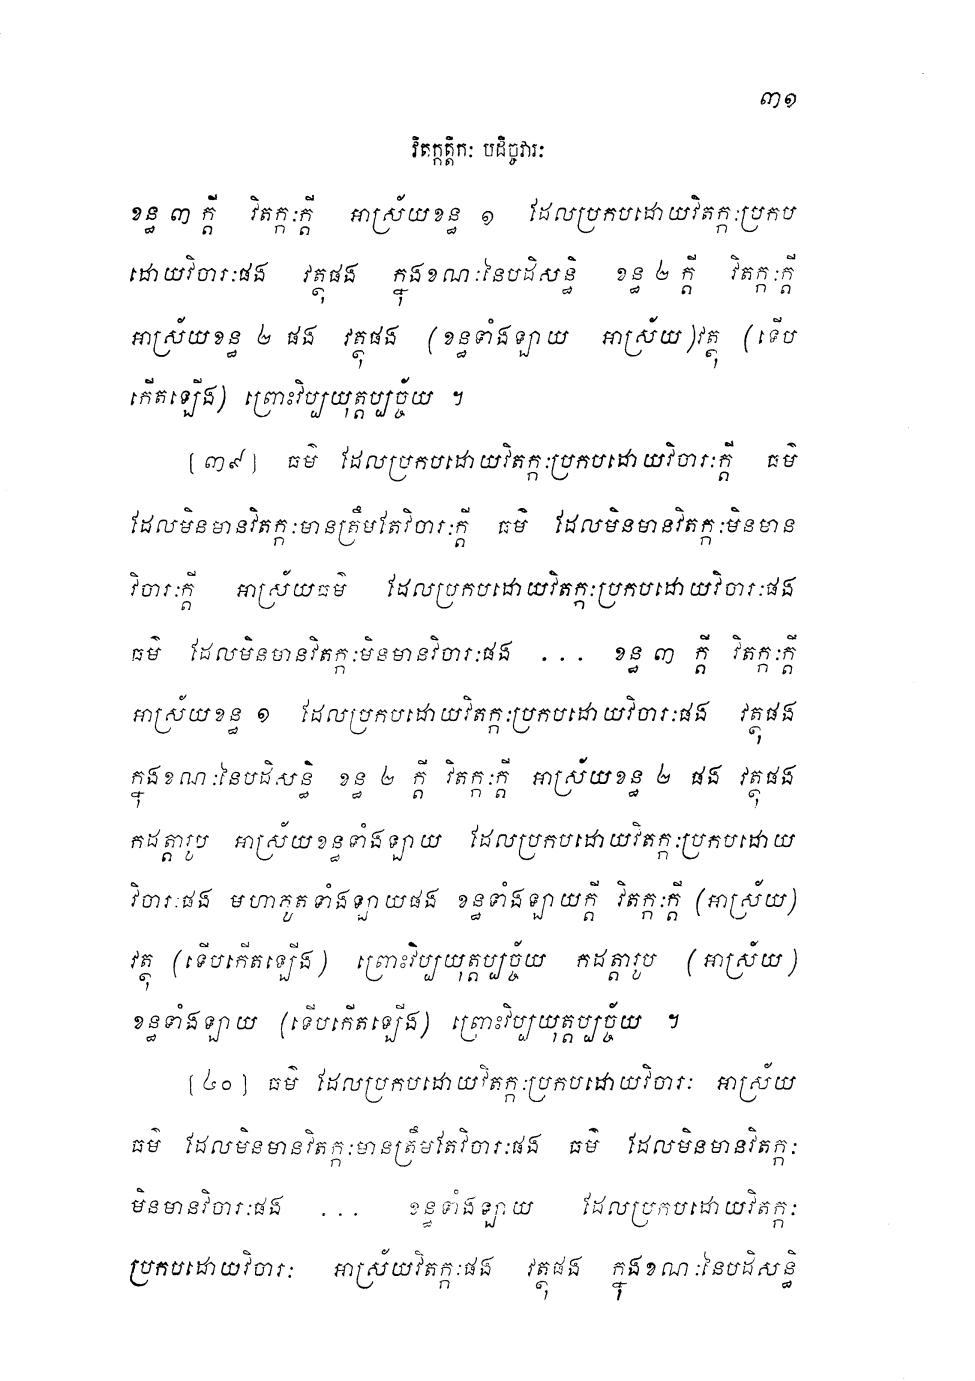 ៣១
វិតក្កត្តិកៈ បដិច្ចវារៈ
ខន្ធ ៣ ក្តី វិតក្កៈក្តី អាស្រ័យខន្ធ ១ ដែលប្រកបដោយវិតក្កៈប្រកប
ដោយវិចារៈផង វត្ថុផង ក្នុងខណៈនៃបដិសន្ធិ ខន្ធ ២ ក្តី វិតក្កៈក្តី
អាស្រ័យខន្ធ ២ ផង វត្ថុផង (ខន្ធទាំងឡាយ អាស្រ័យ)វត្ថុ (ទើប
កើតឡើង) ព្រោះវិប្បយុត្តប្បច្ច័យ ។
[៣៩] ធម៌ ដែលប្រកបដោយវិតក្កៈប្រកបដោយវិចារៈក្តី ធម៌
ដែលមិនមានវិតក្កៈមានត្រឹមតែវិចារៈក្តី ធម៌ ដែលមិនមានវិតក្កៈមិនមាន
វិចារៈក្តី អាស្រ័យធម៌ ដែលប្រកបដោយវិតក្កៈប្រកបដោយវិចារៈផង
ធម៌ ដែលមិនមានវិតក្កៈមិនមានវិចារៈផង ... ខន្ធ ៣ ក្តី វិតក្កៈក្តី
អាស្រ័យខន្ធ ១ ដែលប្រកបដោយវិតក្កៈប្រកបដោយវិចារៈផង វត្ថុផង
ក្នុងខណៈនៃបដិសន្ធិ ខន្ធ ២ ក្តី វិតក្កៈក្តី អាស្រ័យខន្ធ ២ ផង វត្ថុផង
កដត្តារូប អាស្រ័យខន្ធទាំងឡាយ ដែលប្រកបដោយវិតក្កៈប្រកបដោយ
វិចារៈផង មហាភូតទាំងឡាយផង ខន្ធទាំងឡាយក្តី វិតក្កៈក្តី (អាស្រ័យ)
វត្ថុ (ទើបកើតឡើង) ព្រោះវិប្បយុត្តប្បច្ច័យ កដត្តារូប (អាស្រ័យ)
ខន្ធទាំងឡាយ (ទើបកើតឡើង) ព្រោះវិប្បយុត្តប្បច្ច័យ ។
[៤០] ធម៌ ដែលប្រកបដោយវិតក្កៈប្រកបដោយវិចារៈ អាស្រ័យ
ធម៌ ដែលមិនមានវិតក្កៈមានត្រឹមតែវិចារៈផង ធម៌ ដែលមិនមានវិតក្កៈ
មិនមានវិចារៈផង ... ខន្ធទាំងឡាយ ដែលប្រកបដោយវិតក្កៈ
ប្រកបដោយវិចារៈ អាស្រ័យវិតក្កៈផង វត្ថុផង ក្នុងខណៈនៃបដិសន្ធិ